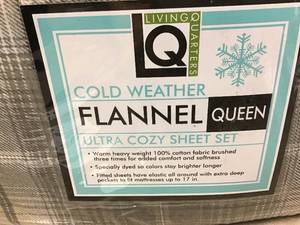 LIVING QUARTERS
LQ
COLD WEATHER
FLANNEL QUEEN
ULTRA COZY SHEET SET
• Warm heavy weight 100% cotton fabric brushed
three times for added comfort and softness
• Specially dyed so colors stay brighter longer
• Fitted sheets have elastic all around with extra deep
pockets to fit mattresses up to 17 in.